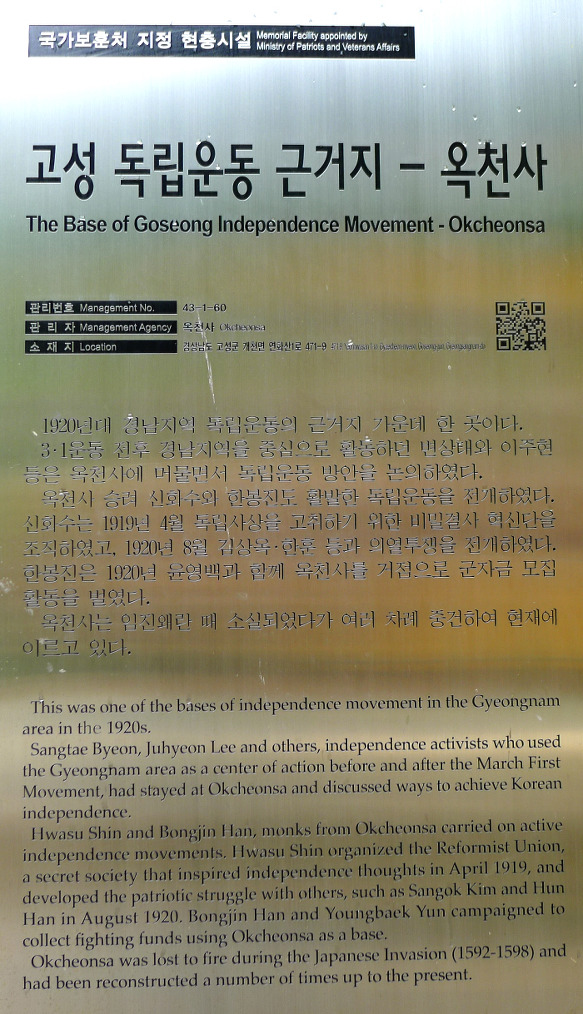 국가보훈처 지정 현충시설
Memorial Facility appointed by
Ministry of Patriots and Veterans Affairs
고성 독립운동 근거지 – 옥천사
The Base of Goseong Independence Movement - Okcheonsa
관리번호 Management No. 43-1-60
관 리 자 Management Agency 옥천사 Okcheonsa
소 재 지 Location 경상남도 고성군 개천면 연화산1로 471-9
1920년대 경남지역 독립운동의 근거지 가운데 한 곳이다.
3·1운동 전후 경남지역을 중심으로 활동하던 변상태와 이주현
등은 옥천사에 머물면서 독립운동 방안을 논의하였다.
옥천사 승려 신화수와 한봉진도 활발한 독립운동을 전개하였다.
신화수는 1919년 4월 독립사상을 고취하기 위한 비밀결사 혁신단을
조직하였고, 1920년 8월 김상옥·한훈 등과 의열투쟁을 전개하였다.
한봉진은 1920년 윤영백과 함께 옥천사를 거점으로 군자금 모집
활동을 벌였다.
옥천사는 임진왜란 때 소실되었다가 여러 차례 중건하여 현재에
이르고 있다.
This was one of the bases of independence movement in the Gyeongnam
area in the 1920s.
Sangtae Byeon, Juhyeon Lee and others, independence activists who used
the Gyeongnam area as a center of action before and after the March First
Movement, had stayed at Okcheonsa and discussed ways to achieve Korean
independence.
Hwasu Shin and Bongjin Han, monks from Okcheonsa carried on active
independence movements. Hwasu Shin organized the Reformist Union,
a secret society that inspired independence thoughts in April 1919, and
developed the patriotic struggle with others, such as Sangok Kim and Hun
Han in August 1920. Bongjin Han and Youngbaek Yun campaigned to
collect fighting funds using Okcheonsa as a base.
Okcheonsa was lost to fire during the Japanese Invasion (1592-1598) and
had been reconstructed a number of times up to the present.